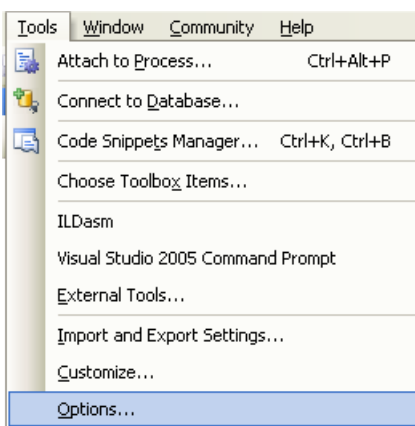 Tools Window Community Help
Attach to Process... Ctrl+Alt+P
Connect to Database...
Code Snippets Manager... Ctrl+K, Ctrl+B
Choose Toolbox Items...
ILDasm
Visual Studio 2005 Command Prompt
External Tools...
Import and Export Settings...
Customize...
Options...